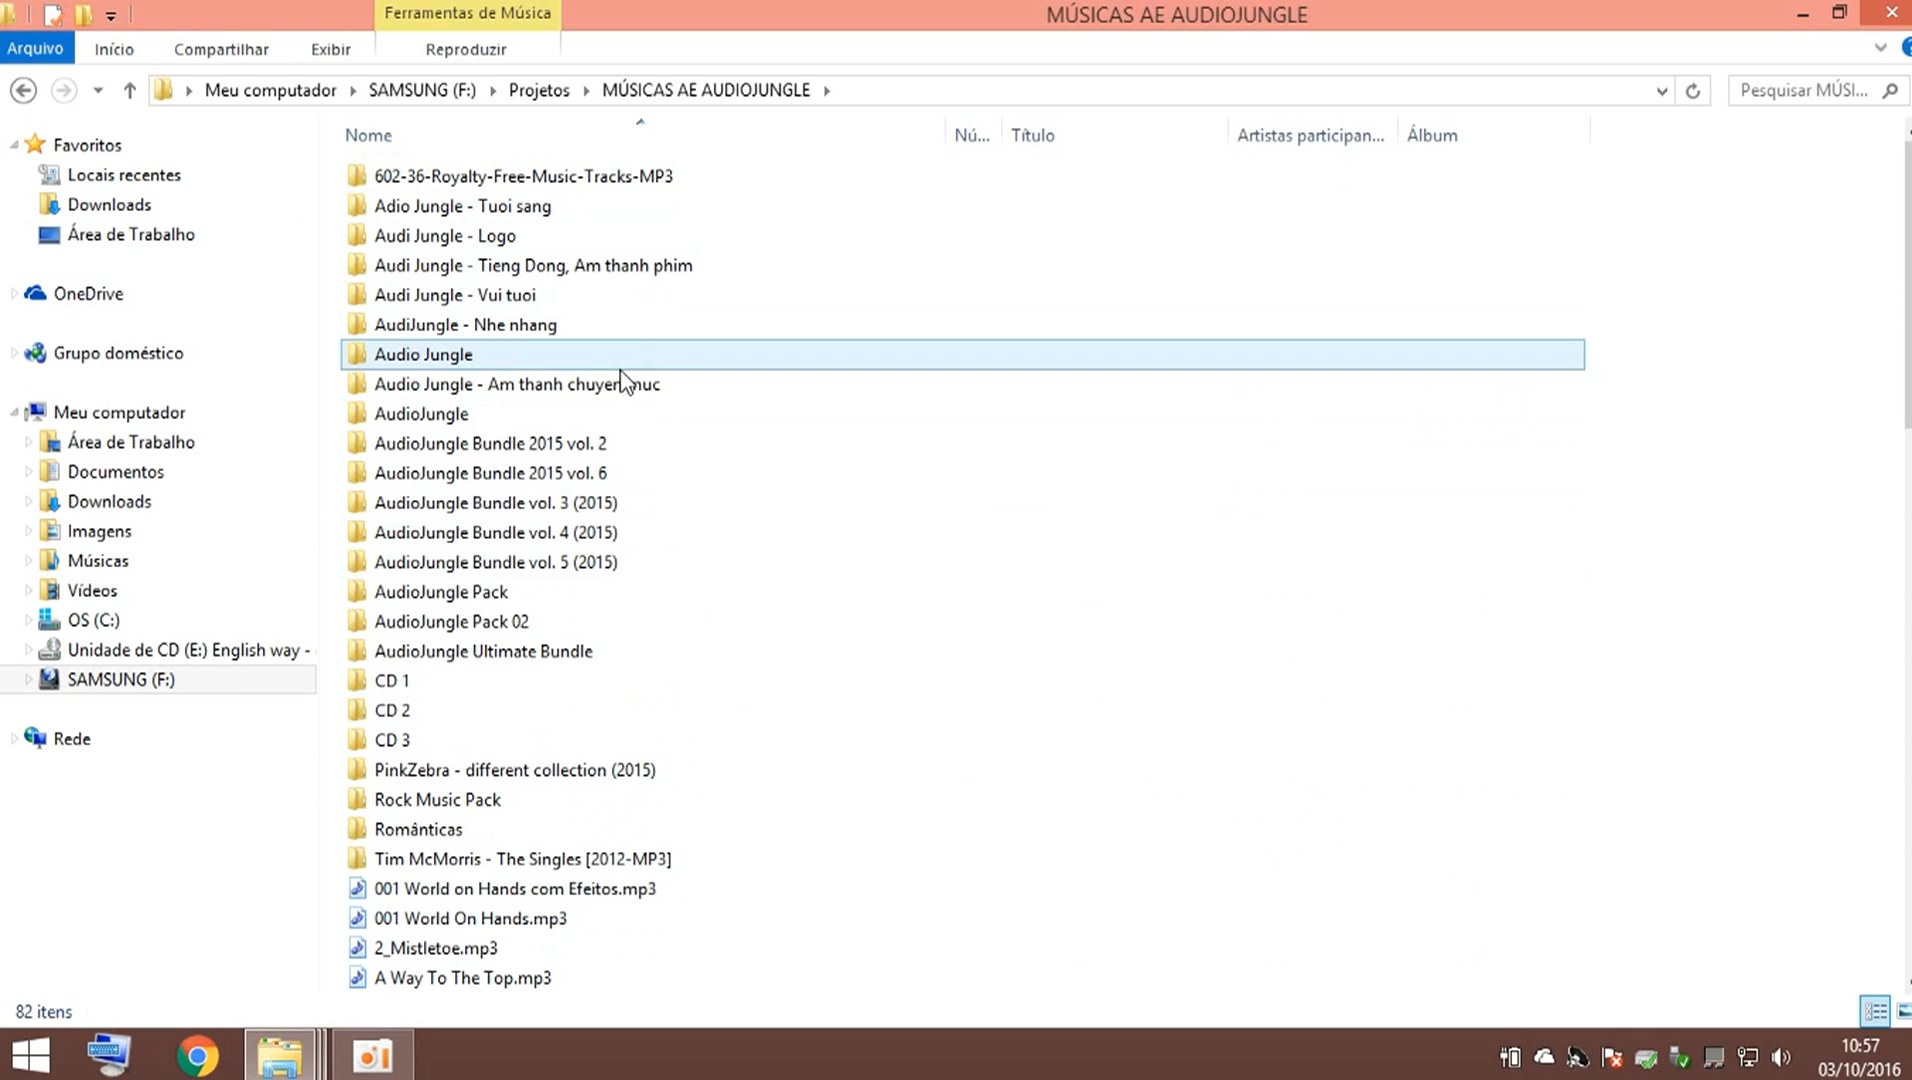 Ferramentas de Música
MÚSICAS AE AUDIOJUNGLE
Arquivo Início Compartilhar Exibir Reproduzir
Meu computador SAMSUNG (F:) Projetos MÚSICAS AE AUDIOJUNGLE
Pesquisar MÚSI...
Nome Nú... Título Artistas participan... Álbum
Favoritos
Locais recentes
Downloads
Área de Trabalho
OneDrive
Grupo doméstico
Meu computador
Área de Trabalho
Documentos
Downloads
Imagens
Músicas
Vídeos
OS (C:)
Unidade de CD (E:) English way -
SAMSUNG (F:)
Rede
602-36-Royalty-Free-Music-Tracks-MP3
Adio Jungle - Tuoi sang
Audi Jungle - Logo
Audi Jungle - Tieng Dong, Am thanh phim
Audi Jungle - Vui tuoi
AudiJungle - Nhe nhang
Audio Jungle
Audio Jungle - Am thanh
AudioJungle
AudioJungle Bundle 2015 vol. 2
AudioJungle Bundle 2015 vol. 6
AudioJungle Bundle vol. 3 (2015)
AudioJungle Bundle vol. 4 (2015)
AudioJungle Bundle vol. 5 (2015)
AudioJungle Pack
AudioJungle Pack 02
AudioJungle Ultimate Bundle
CD 1
CD 2
CD 3
PinkZebra - different collection (2015)
Rock Music Pack
Românticas
Tim McMorris - The Singles [2012-MP3]
001 World on Hands com Efeitos.mp3
001 World On Hands.mp3
2_Mistletoe.mp3
A Way To The Top.mp3
82 itens
10:57
03/10/2016